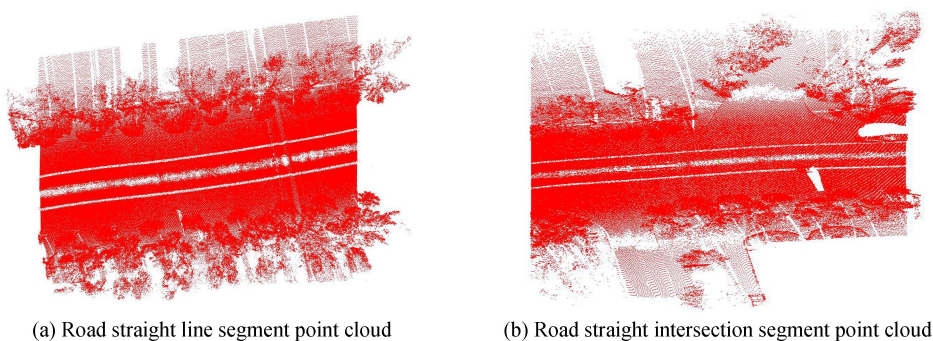 (a) Road straight line segment point cloud
(b) Road straight intersection segment point cloud